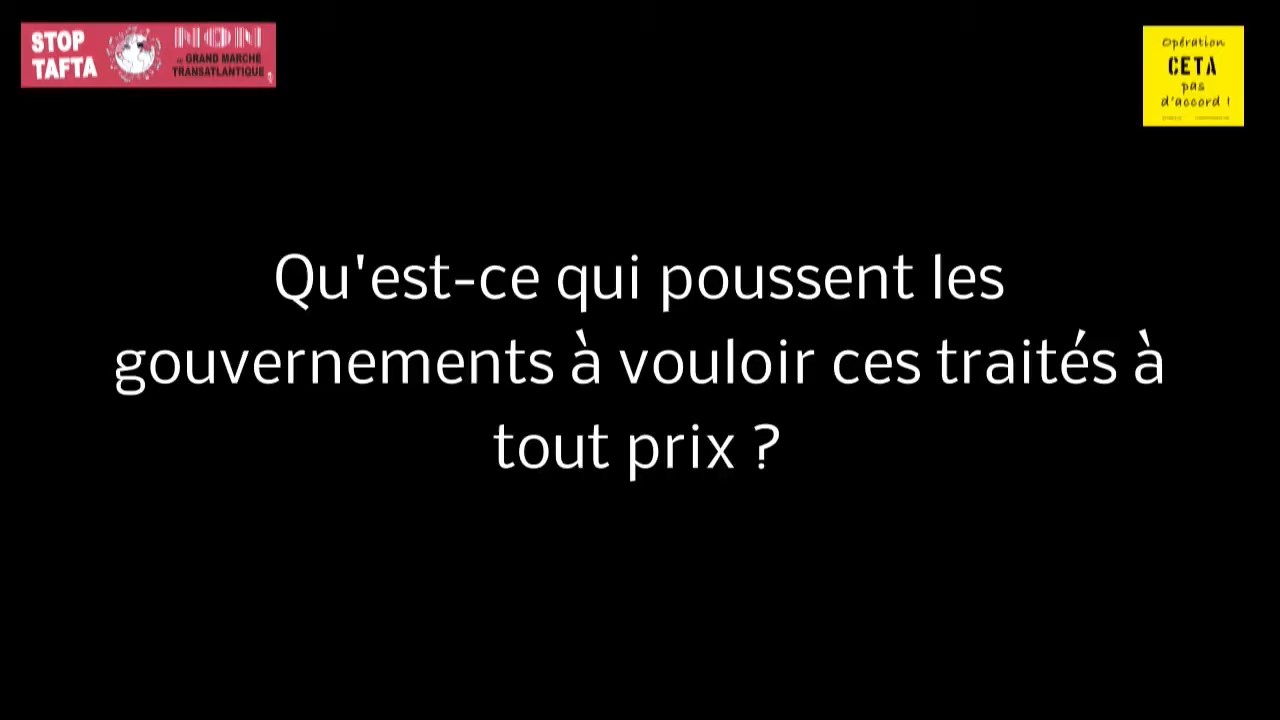 STOP
TAFTA
NON
GRAND MARCHÉ
TRANSATLANTIQUE
Opération
CETA
pas
d'accord !
Qu'est-ce qui poussent les
gouvernements à vouloir ces traités à
tout prix ?